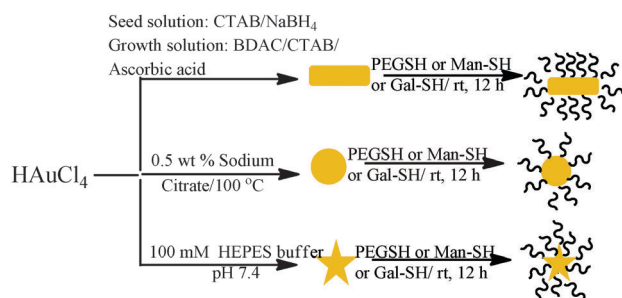 Seed solution: CTAB/NaBH₄
Growth solution: BDAC/CTAB/
Ascorbic acid
PEGSH or Man-SH
or Gal-SH/ rt, 12 h
HAuCl₄
0.5 wt % Sodium
Citrate/100 °C
PEGSH or Man-SH
or Gal-SH/ rt, 12 h
100 mM HEPES buffer
pH 7.4
PEGSH or Man-SH
or Gal-SH/ rt, 12 h